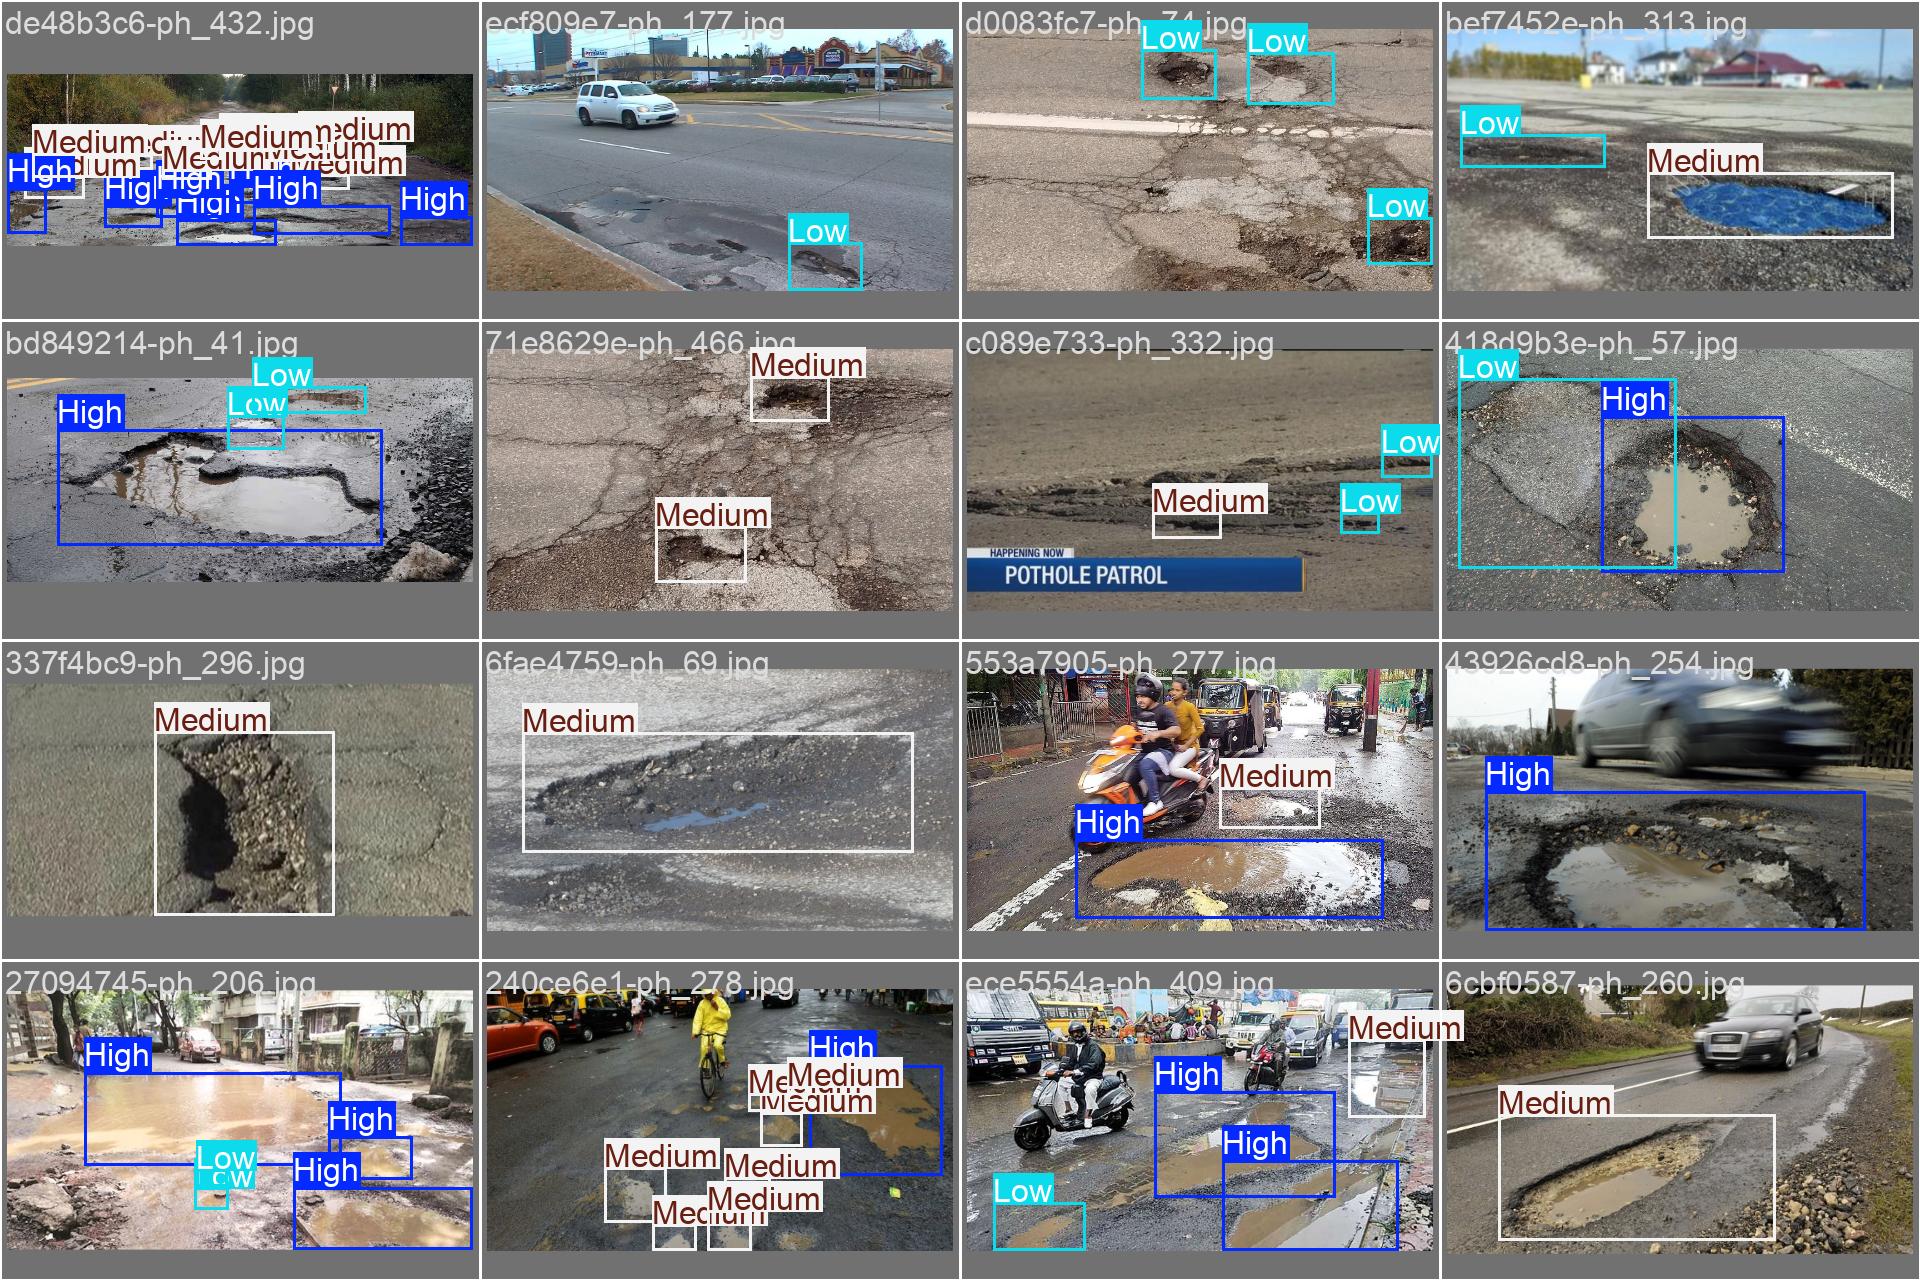 de48b3c6-ph_432.jpg
Medium
Medium
Medium
High
High
High
High
High
High
ecf809e7-ph_177.jpg
Low
d0083fc7-ph_74.jpg
Low
Low
Low
bef7452e-ph_313.jpg
Low
Medium
bd849214-ph_41.jpg
Low
Low
High
71e8629e-ph_466.jpg
Medium
Medium
c089e733-ph_332.jpg
Low
Medium
Low
HAPPENING NOW
POTHOLE PATROL
418d9b3e-ph_57.jpg
Low
High
337f4bc9-ph_296.jpg
Medium
6fae4759-ph_69.jpg
Medium
553a7905-ph_277.jpg
Medium
High
43926cd8-ph_254.jpg
High
27094745-ph_206.jpg
High
High
Low
High
240ce6e1-ph_278.jpg
High
Medium
Medium
Medium
Medium
Medium
Medium
ece5554a-ph_409.jpg
Medium
High
High
Low
6cbf0587-ph_260.jpg
Medium